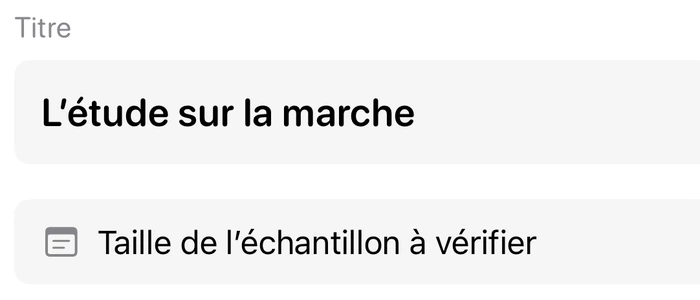 Titre
L’étude sur la marche
Taille de l’échantillon à vérifier